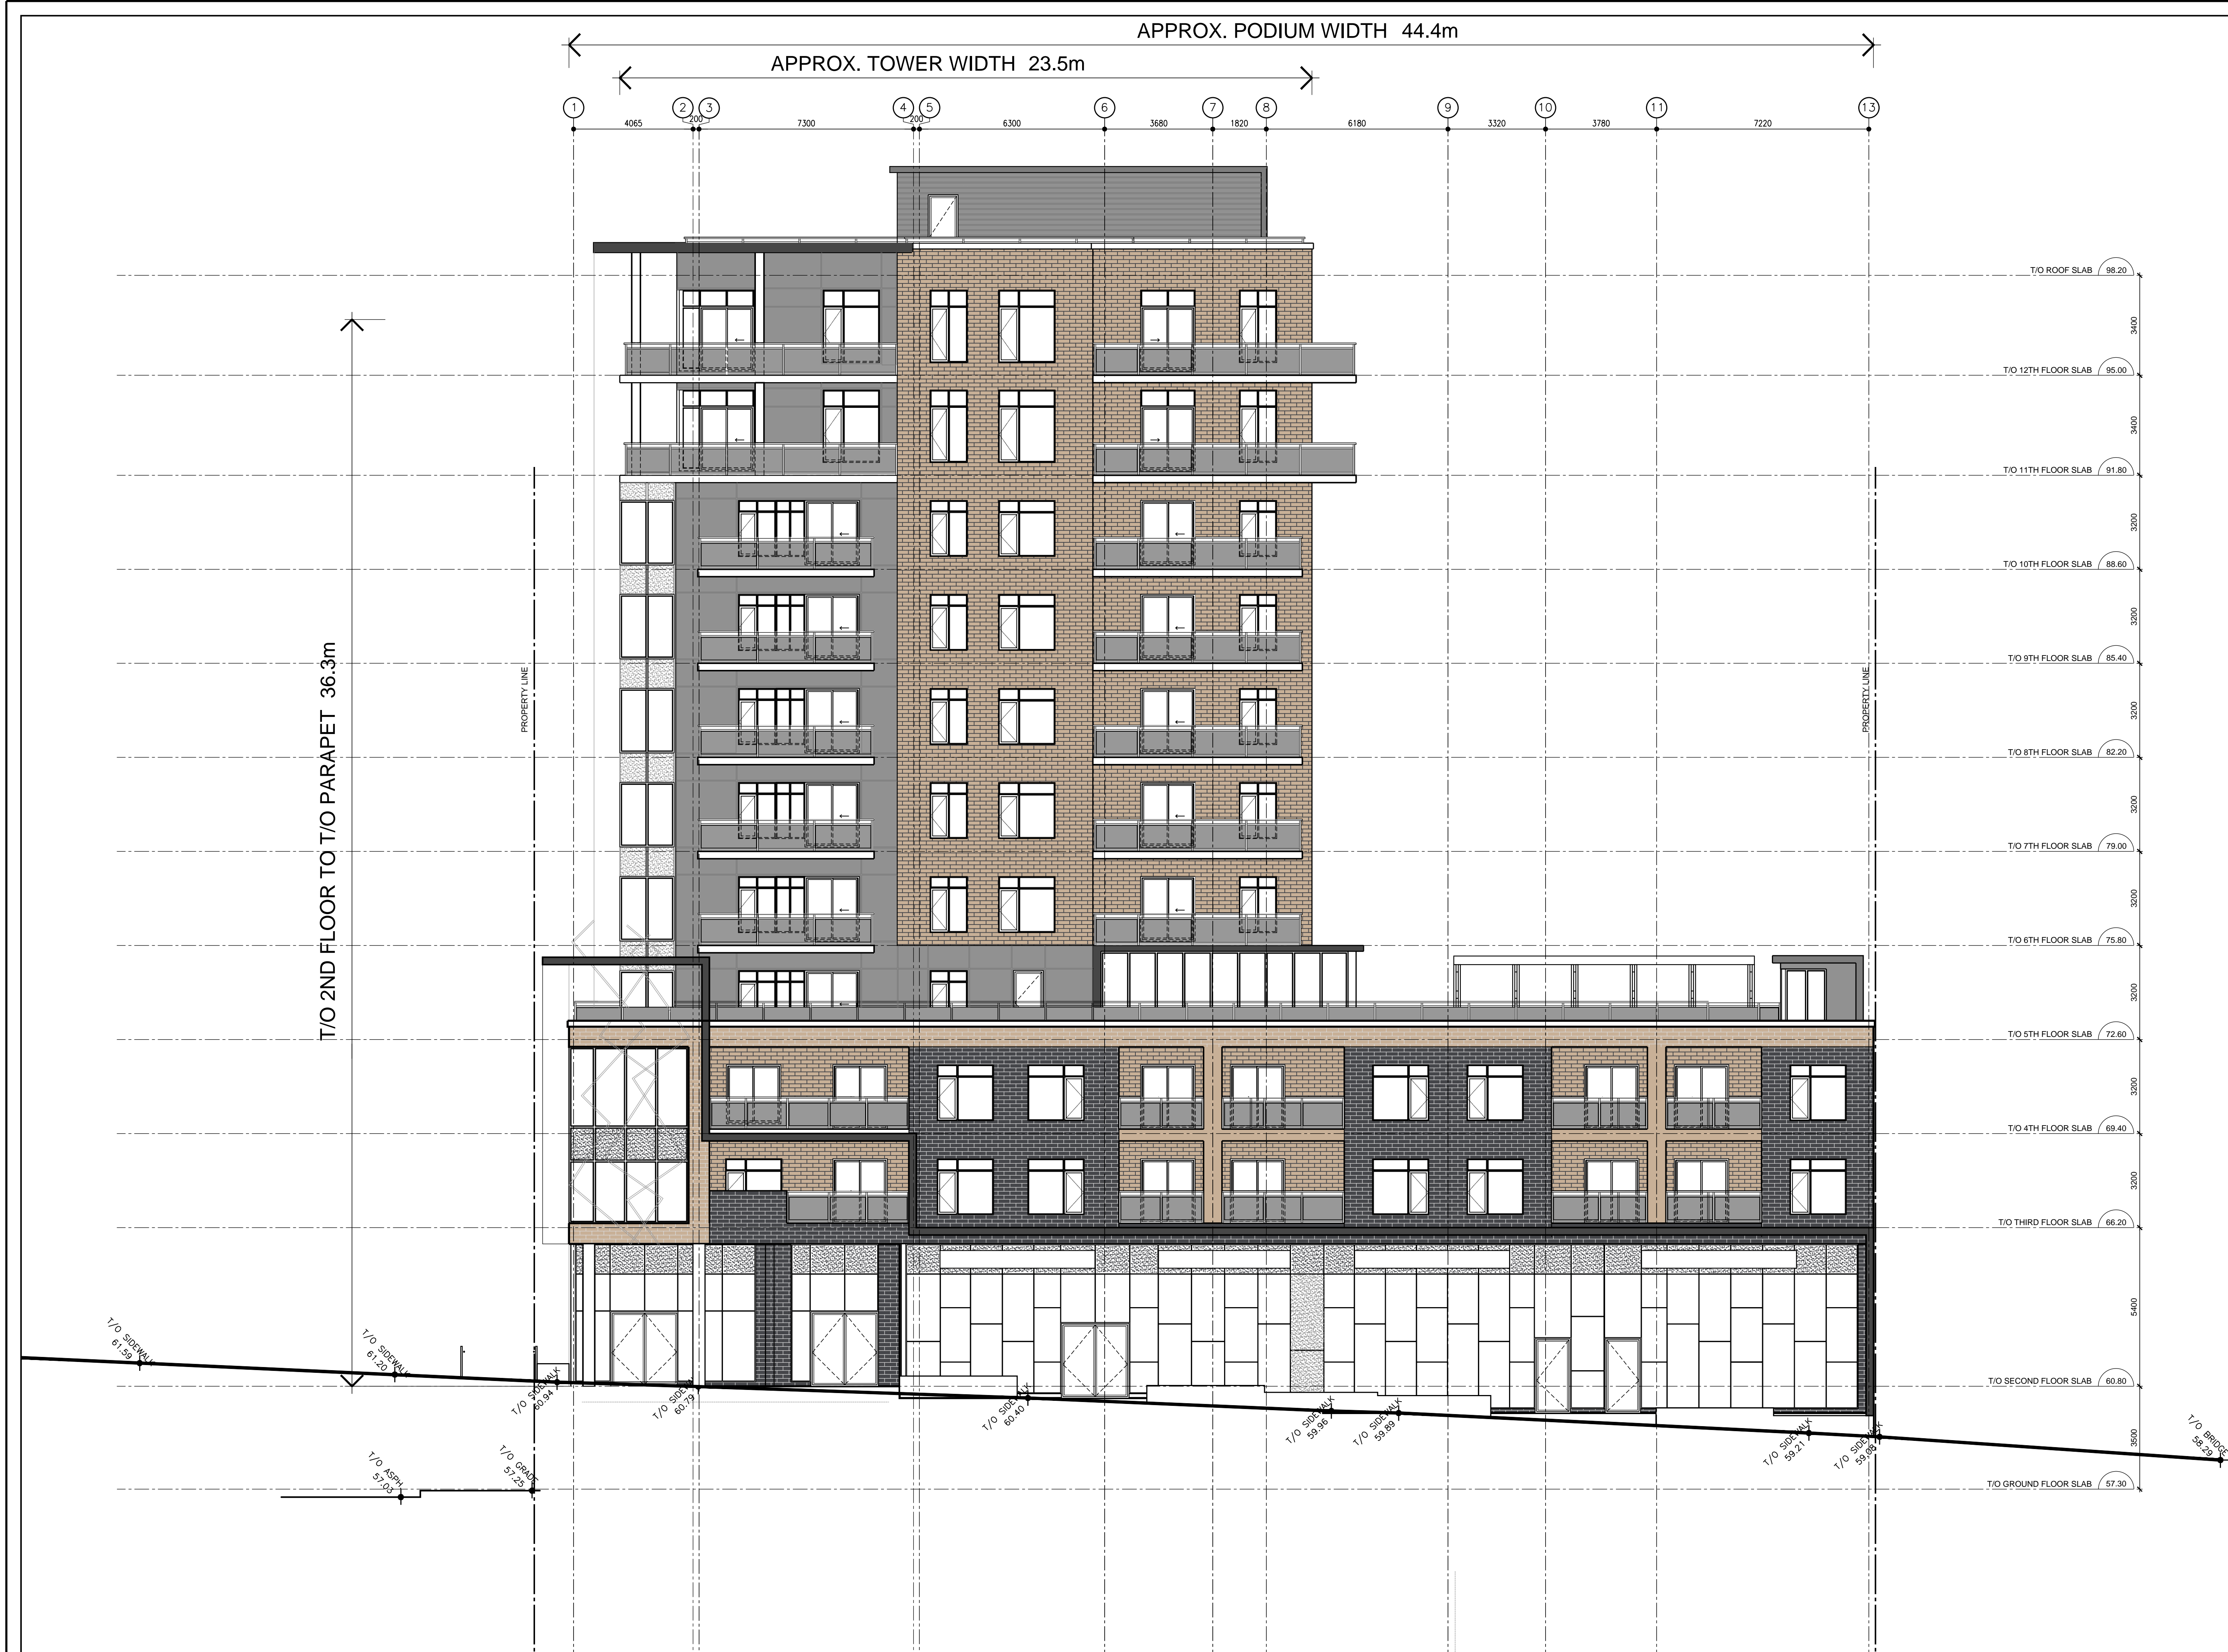 APPROX. PODIUM WIDTH 44.4m
APPROX. TOWER WIDTH 23.5m
1 2 3 4 5 6 7 8 9 10 11 13
4065 200 7300 200 6300 3680 1820 6180 3320 3780 7220
T/O ROOF SLAB 98.20
3400
T/O 12TH FLOOR SLAB 95.00
3400
T/O 11TH FLOOR SLAB 91.80
3200
T/O 10TH FLOOR SLAB 88.60
3200
T/O 9TH FLOOR SLAB 85.40
3200
T/O 8TH FLOOR SLAB 82.20
3200
T/O 7TH FLOOR SLAB 79.00
3200
T/O 6TH FLOOR SLAB 75.80
3200
T/O 5TH FLOOR SLAB 72.60
3200
T/O 4TH FLOOR SLAB 69.40
3200
T/O THIRD FLOOR SLAB 66.20
5400
T/O SECOND FLOOR SLAB 60.80
3500
T/O GROUND FLOOR SLAB 57.30
T/O 2ND FLOOR TO T/O PARAPET 36.3m
PROPERTY LINE
PROPERTY LINE
T/O SIDEWALK
61.59
T/O SIDEWALK
61.20
T/O SIDEWALK
60.94
T/O SIDEWALK
60.79
T/O SIDEWALK
60.40
T/O SIDEWALK
59.96
T/O SIDEWALK
59.89
T/O SIDEWALK
59.21
T/O SIDEWALK
59.08
T/O BRIDGE
58.29
T/O ASPH.
57.03
T/O GRADE
57.25